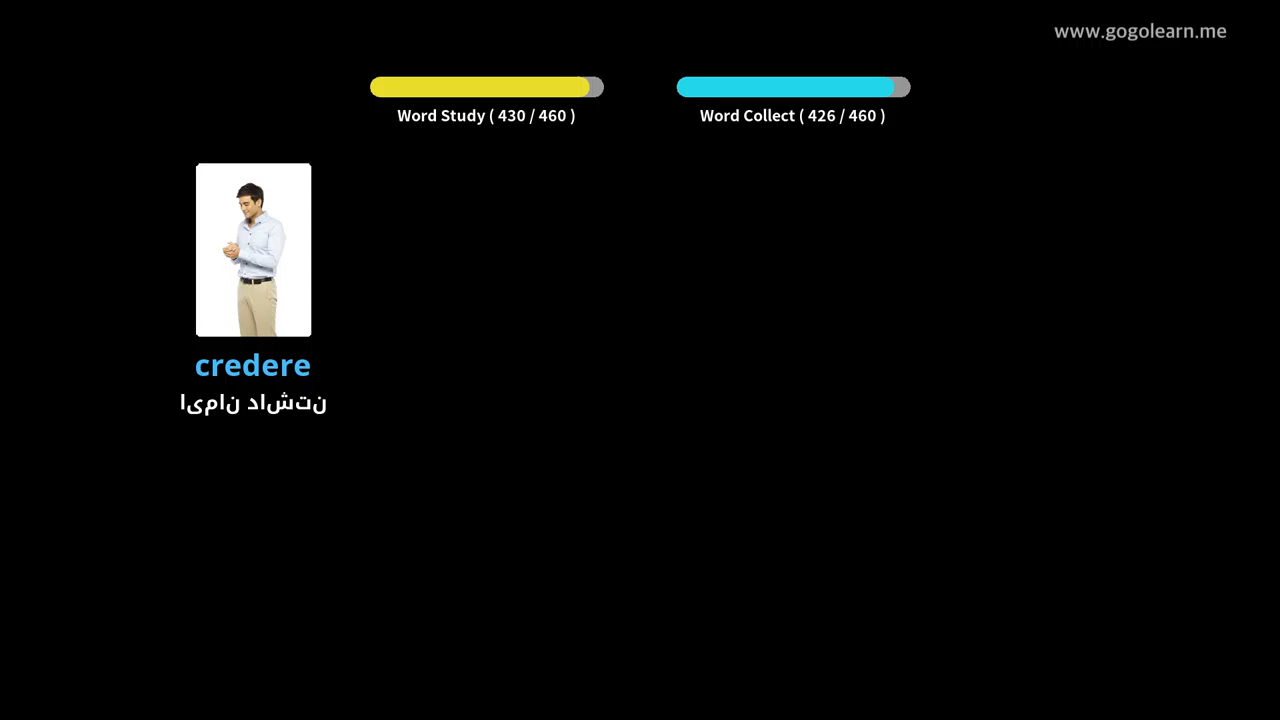 www.gogolearn.me
Word Study ( 430 / 460 )
Word Collect ( 426 / 460 )
credere
ایمان داشتن